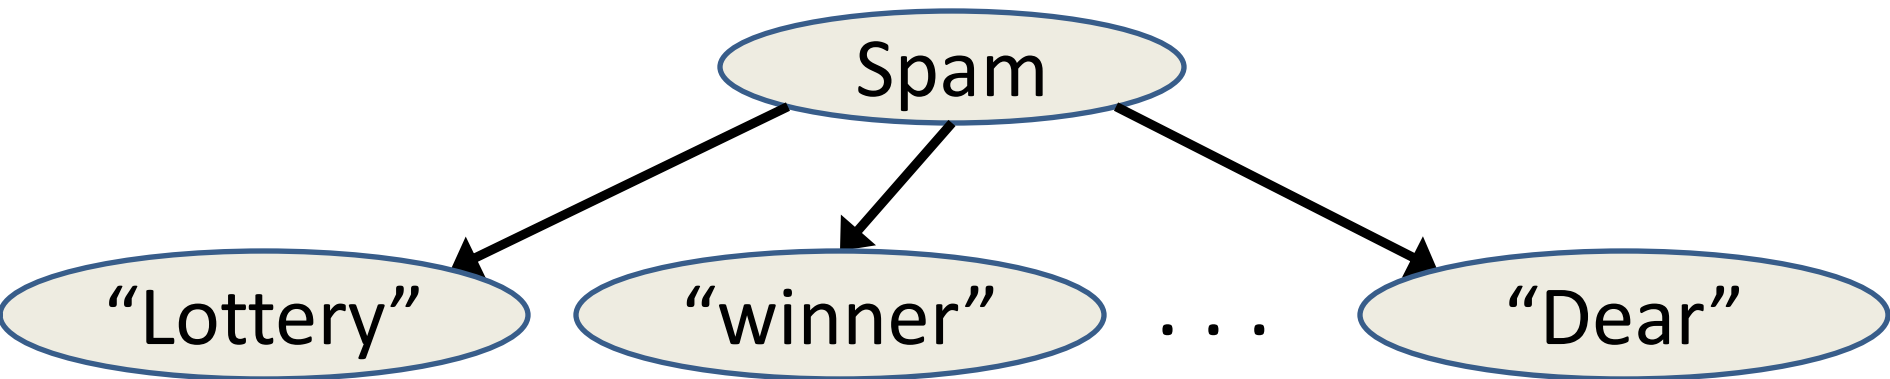 Spam
“Lottery” “winner” . . . “Dear”